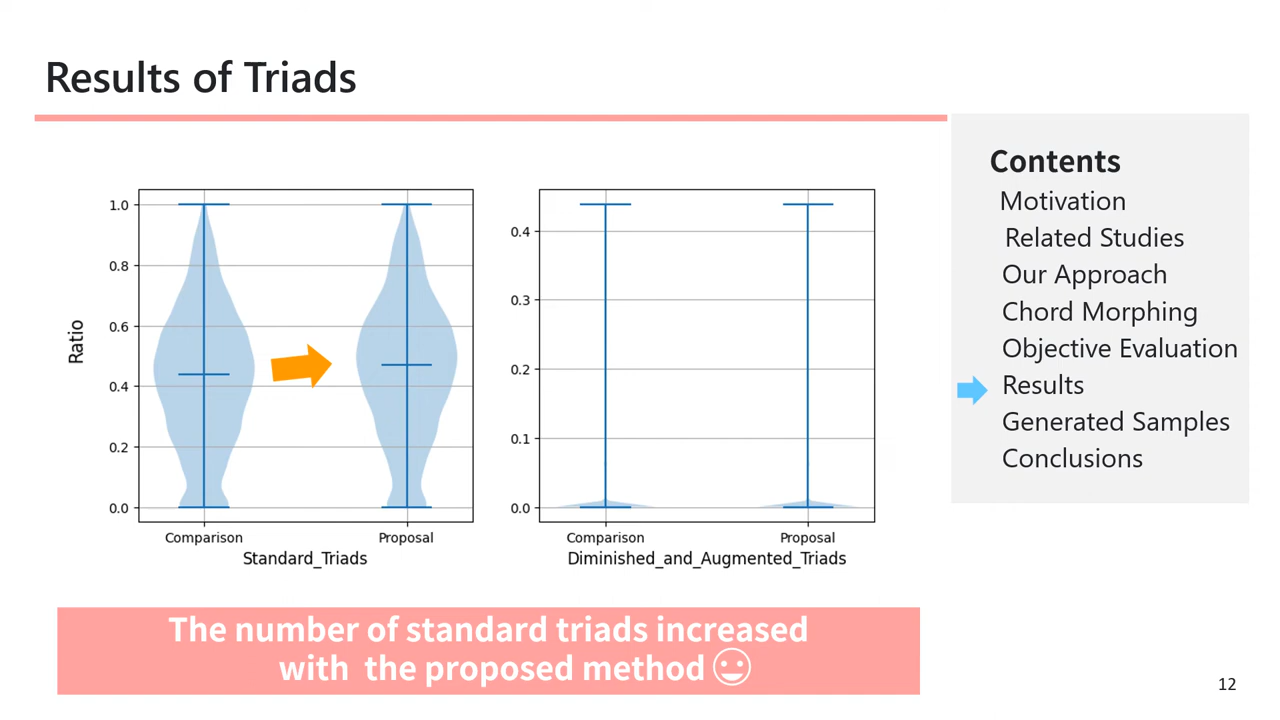 Results of Triads
Contents
Motivation
Related Studies
Our Approach
Chord Morphing
Objective Evaluation
Results
Generated Samples
Conclusions
Ratio
1.0
0.8
0.6
0.4
0.2
0.0
Comparison
Proposal
Standard_Triads
0.4
0.3
0.2
0.1
0.0
Comparison
Proposal
Diminished_and_Augmented_Triads
The number of standard triads increased
with the proposed method
12